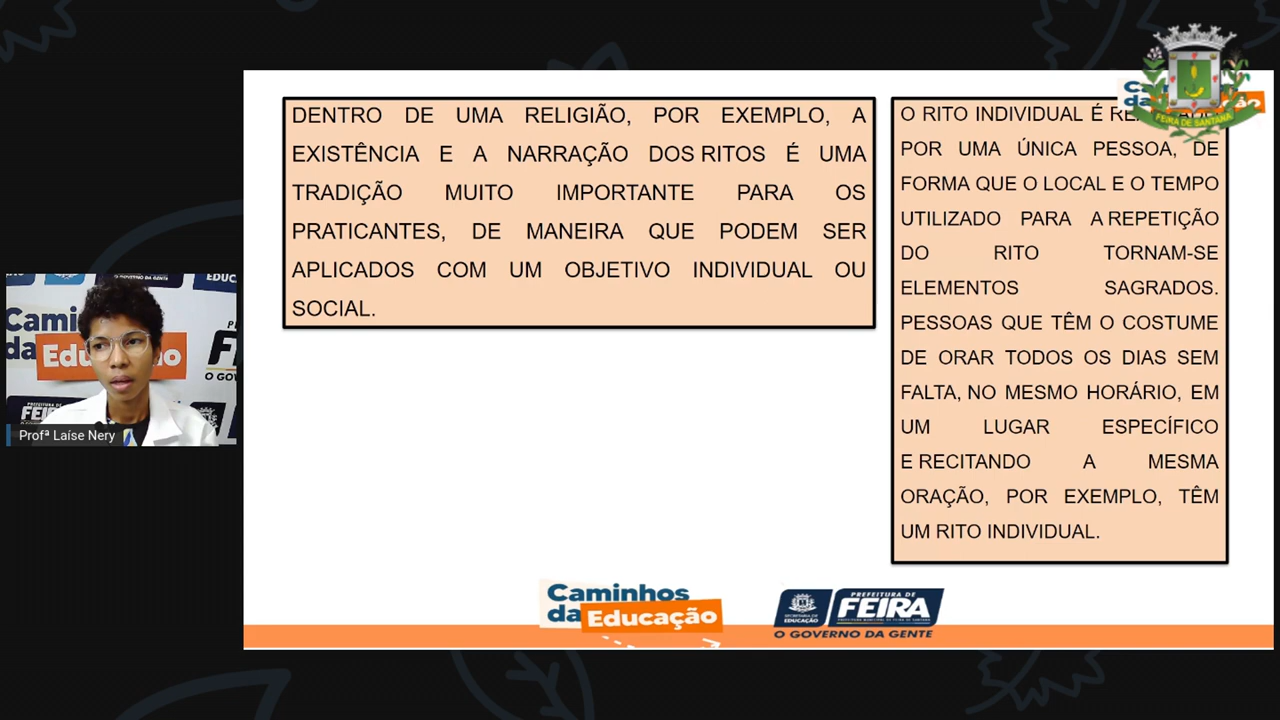 DENTRO DE UMA RELIGIÃO, POR EXEMPLO, A
EXISTÊNCIA E A NARRAÇÃO DOS RITOS É UMA
TRADIÇÃO MUITO IMPORTANTE PARA OS
PRATICANTES, DE MANEIRA QUE PODEM SER
APLICADOS COM UM OBJETIVO INDIVIDUAL OU
SOCIAL.
O RITO INDIVIDUAL É
POR UMA ÚNICA PESSOA, DE
FORMA QUE O LOCAL E O TEMPO
UTILIZADO PARA A REPETIÇÃO
DO RITO TORNAM-SE
ELEMENTOS SAGRADOS.
PESSOAS QUE TÊM O COSTUME
DE ORAR TODOS OS DIAS SEM
FALTA, NO MESMO HORÁRIO, EM
UM LUGAR ESPECÍFICO
E RECITANDO A MESMA
ORAÇÃO, POR EXEMPLO, TÊM
UM RITO INDIVIDUAL.
FEIRA DE SANTANA
Profª Laíse Nery
Caminhos
da Educação
SECRETARIA DE
EDUCAÇÃO
PREFEITURA DE
FEIRA
O GOVERNO DA GENTE